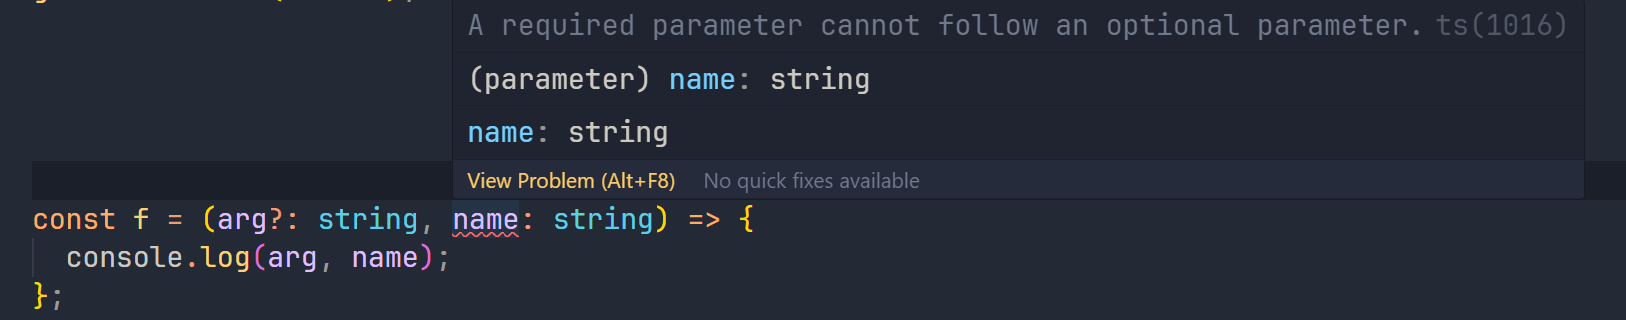 A required parameter cannot follow an optional parameter. ts(1016)
(parameter) name: string
name: string
View Problem (Alt+F8) No quick fixes available
const f = (arg?: string, name: string) => {
  console.log(arg, name);
};